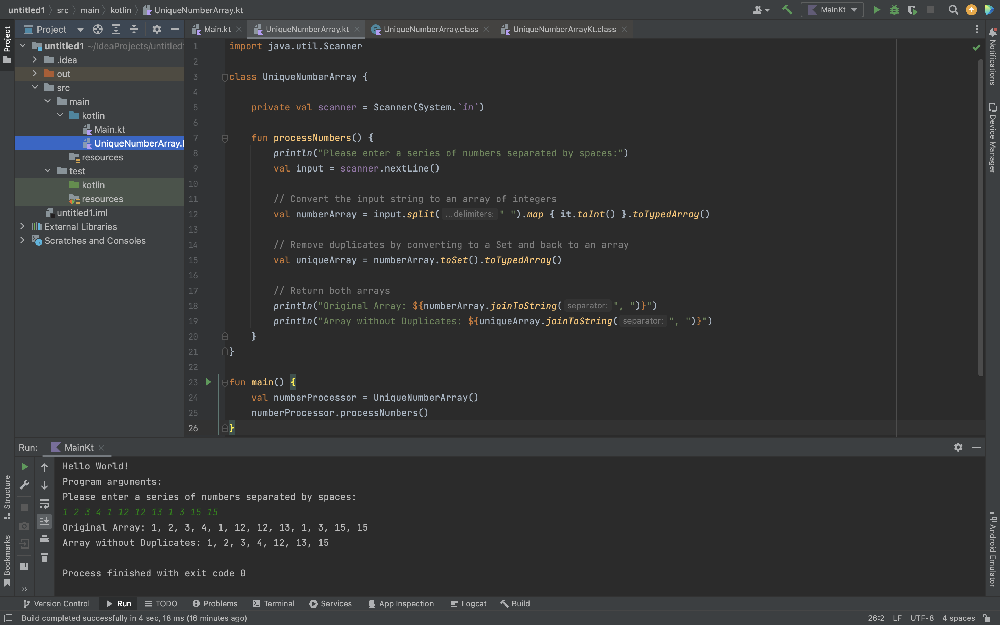 untitled1 src main kotlin UniqueNumberArray.kt
MainKt
Project
Main.kt
UniqueNumberArray.kt
UniqueNumberArray.class
UniqueNumberArrayKt.class
Project
Structure
Bookmarks
untitled1 ~/IdeaProjects/untitled1
.idea
out
src
main
kotlin
Main.kt
UniqueNumberArray.k
resources
test
kotlin
resources
untitled1.iml
External Libraries
Scratches and Consoles
1 import java.util.Scanner
2
3 class UniqueNumberArray {
4
5 private val scanner = Scanner(System.`in`)
6
7 fun processNumbers() {
8 println("Please enter a series of numbers separated by spaces:")
9 val input = scanner.nextLine()
10
11 // Convert the input string to an array of integers
12 val numberArray = input.split( ...delimiters: " ").map { it.toInt() }.toTypedArray()
13
14 // Remove duplicates by converting to a Set and back to an array
15 val uniqueArray = numberArray.toSet().toTypedArray()
16
17 // Return both arrays
18 println("Original Array: ${numberArray.joinToString( separator: ", ")}")
19 println("Array without Duplicates: ${uniqueArray.joinToString( separator: ", ")}")
20 }
21 }
22
23 fun main() {
24 val numberProcessor = UniqueNumberArray()
25 numberProcessor.processNumbers()
26 }
Notifications
Device Manager
Android Emulator
Run: MainKt
Hello World!
Program arguments:
Please enter a series of numbers separated by spaces:
1 2 3 4 1 12 12 13 1 3 15 15
Original Array: 1, 2, 3, 4, 1, 12, 12, 13, 1, 3, 15, 15
Array without Duplicates: 1, 2, 3, 4, 12, 13, 15
Process finished with exit code 0
Version Control Run TODO Problems Terminal Services App Inspection Logcat Build
Build completed successfully in 4 sec, 18 ms (16 minutes ago)
26:2 LF UTF-8 4 spaces